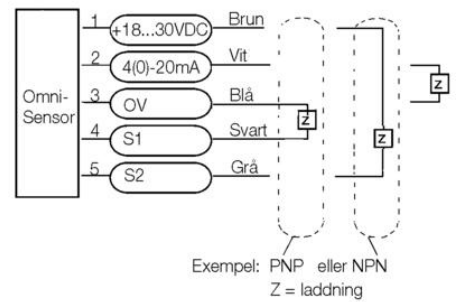 1 +18...30VDC Brun
2 4(0)-20mA Vit
Omni-
Sensor
3 OV Blå
4 S1 Svart
5 S2 Grå
Z
Z
Z
Exempel: PNP eller NPN
Z = laddning